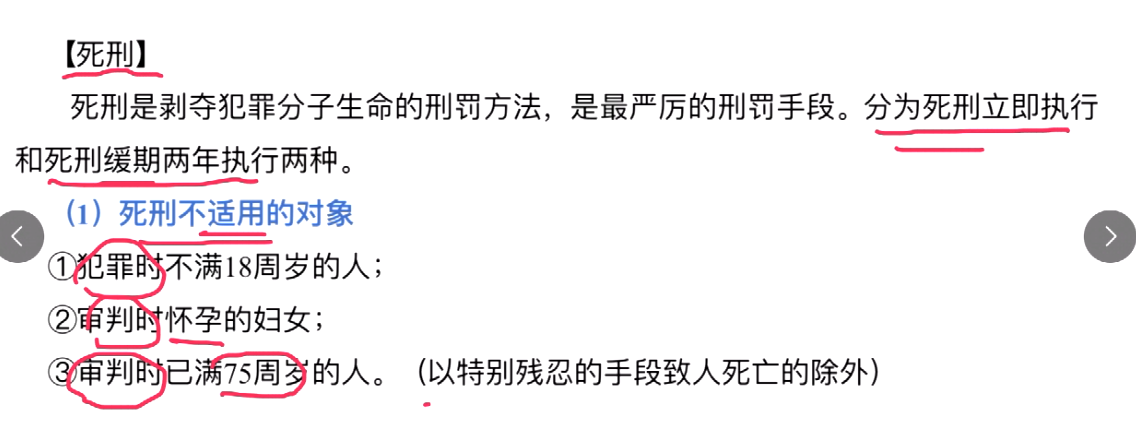 【死刑】
死刑是剥夺犯罪分子生命的刑罚方法，是最严厉的刑罚手段。分为死刑立即执行
和死刑缓期两年执行两种。
（1）死刑不适用的对象
①犯罪时不满18周岁的人；
②审判时怀孕的妇女；
③审判时已满75周岁的人。（以特别残忍的手段致人死亡的除外）